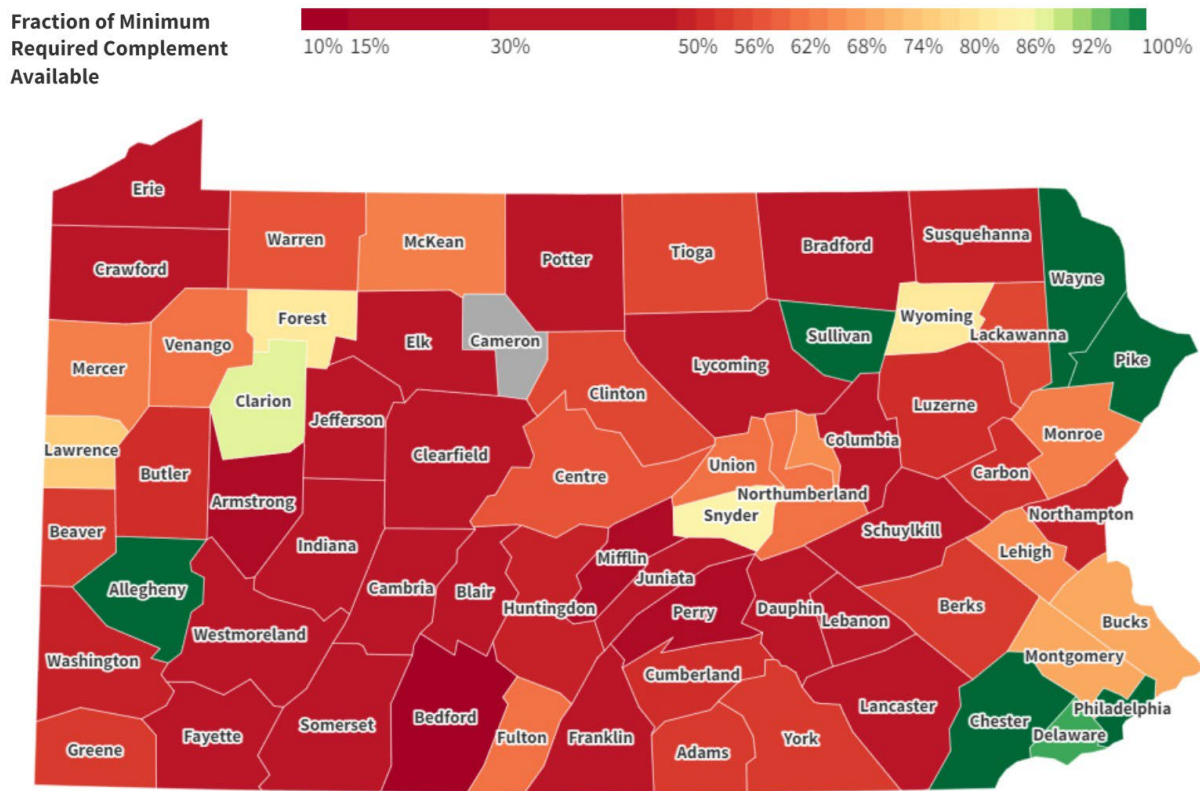 Fraction of Minimum
Required Complement
Available
10% 15% 30% 50% 56% 62% 68% 74% 80% 86% 92% 100%
Erie
Warren
McKean
Potter
Tioga
Bradford
Susquehanna
Wayne
Crawford
Forest
Elk
Cameron
Sullivan
Wyoming
Lackawanna
Pike
Mercer
Venango
Clarion
Jefferson
Clinton
Lycoming
Luzerne
Monroe
Lawrence
Butler
Armstrong
Clearfield
Centre
Union
Columbia
Carbon
Northumberland
Snyder
Northampton
Beaver
Indiana
Schuylkill
Lehigh
Allegheny
Cambria
Blair
Mifflin
Juniata
Huntingdon
Perry
Dauphin
Lebanon
Berks
Bucks
Westmoreland
Washington
Montgomery
Cumberland
Greene
Fayette
Somerset
Bedford
Fulton
Franklin
Adams
York
Lancaster
Chester
Philadelphia
Delaware